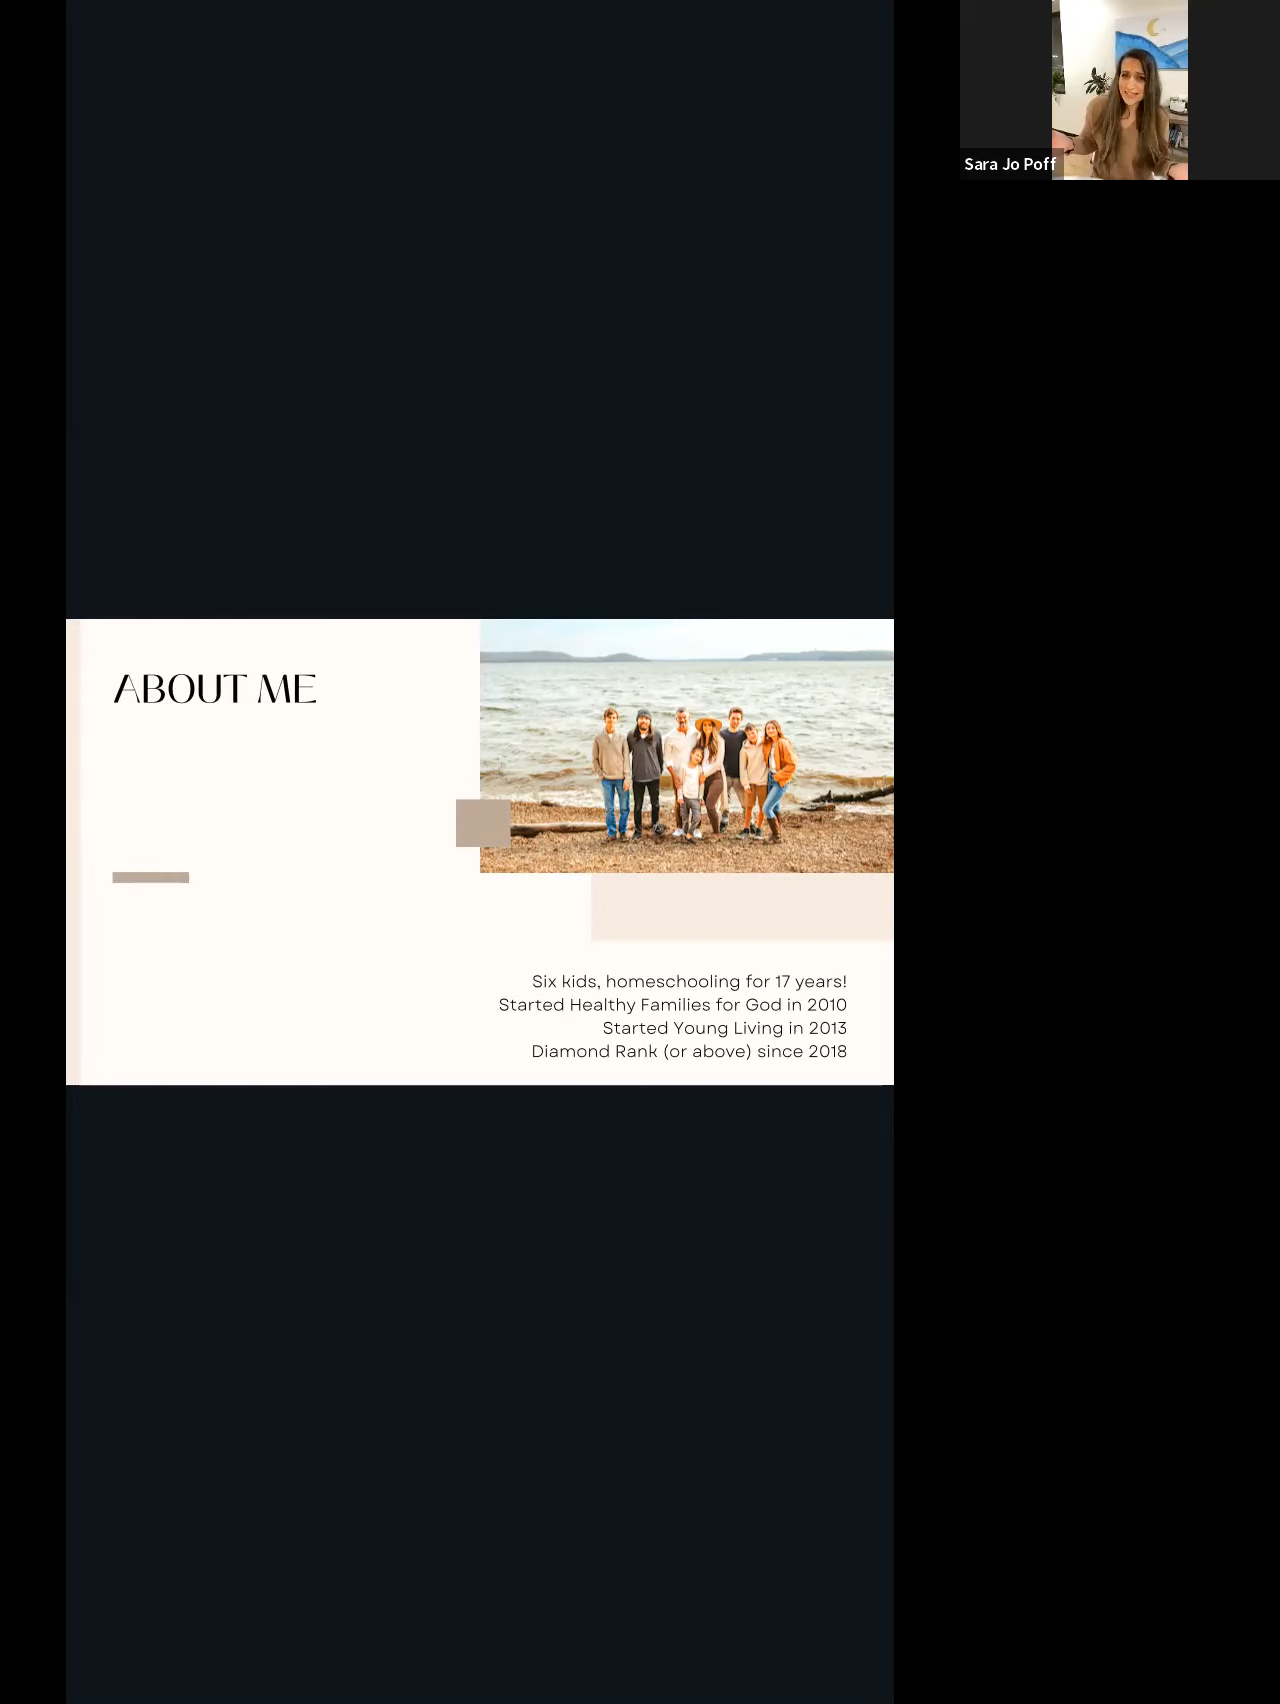 Sara Jo Poff
ABOUT ME
Six kids, homeschooling for 17 years!
Started Healthy Families for God in 2010
Started Young Living in 2013
Diamond Rank (or above) since 2018